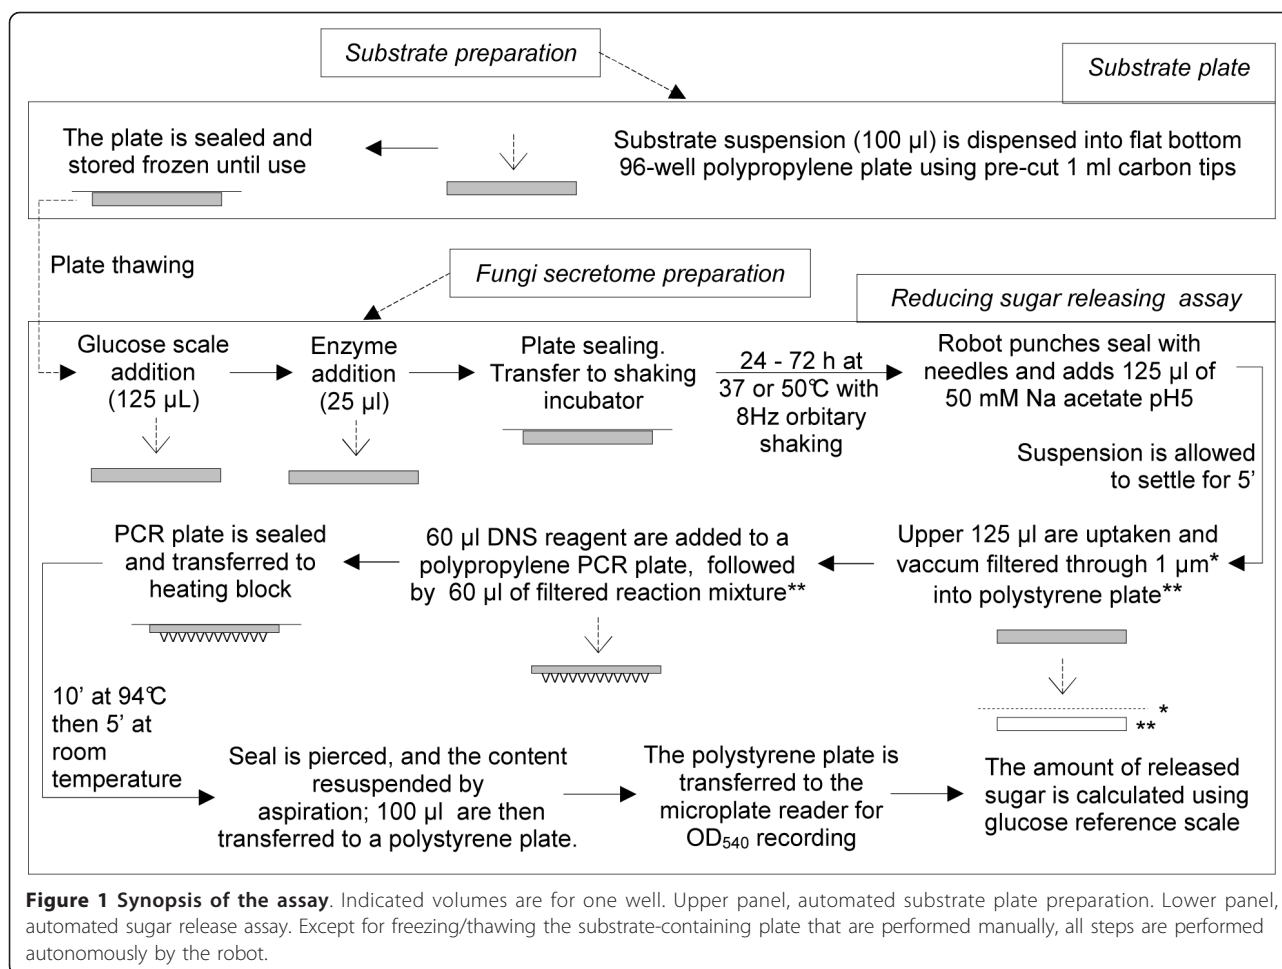 Substrate preparation
Substrate plate
The plate is sealed and
stored frozen until use
Substrate suspension (100 µl) is dispensed into flat bottom
96-well polypropylene plate using pre-cut 1 ml carbon tips
Plate thawing
Fungi secretome preparation
Reducing sugar releasing assay
Glucose scale
addition
(125 µL)
Enzyme
addition
(25 µl)
Plate sealing.
Transfer to shaking
incubator
24 - 72 h at
37 or 50°C with
8Hz orbitary
shaking
Robot punches seal with
needles and adds 125 µl of
50 mM Na acetate pH5
Suspension is allowed
to settle for 5’
Upper 125 µl are uptaken and
vaccum filtered through 1 µm*
into polystyrene plate**
*
**
60 µl DNS reagent are added to a
polypropylene PCR plate, followed
by 60 µl of filtered reaction mixture**
PCR plate is sealed
and transferred to
heating block
10’ at 94°C
then 5’ at
room
temperature
Seal is pierced, and the content
resuspended by
aspiration; 100 µl are then
transferred to a polystyrene plate.
The polystyrene plate is
transferred to the
microplate reader for
OD540 recording
The amount of released
sugar is calculated using
glucose reference scale
Figure 1 Synopsis of the assay. Indicated volumes are for one well. Upper panel, automated substrate plate preparation. Lower panel,
automated sugar release assay. Except for freezing/thawing the substrate-containing plate that are performed manually, all steps are performed
autonomously by the robot.